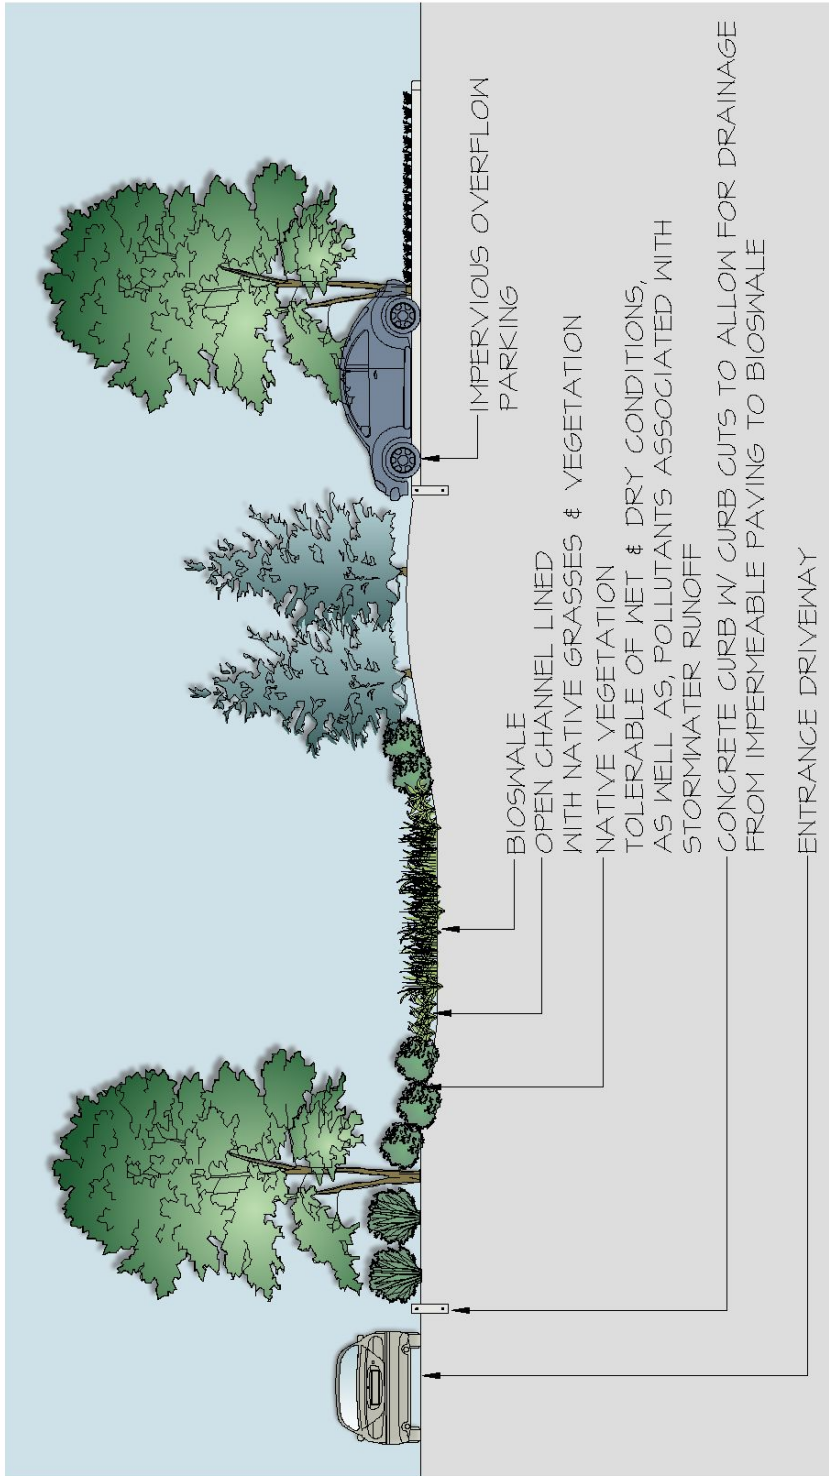 IMPERVIOUS OVERFLOW
PARKING
BIOSWALE
OPEN CHANNEL LINED
WITH NATIVE GRASSES & VEGETATION
NATIVE VEGETATION
TOLERABLE OF WET & DRY CONDITIONS,
AS WELL AS, POLLUTANTS ASSOCIATED WITH
STORMWATER RUNOFF
CONCRETE CURB W/ CURB CUTS TO ALLOW FOR DRAINAGE
FROM IMPERMEABLE PAVING TO BIOSWALE
ENTRANCE DRIVEWAY